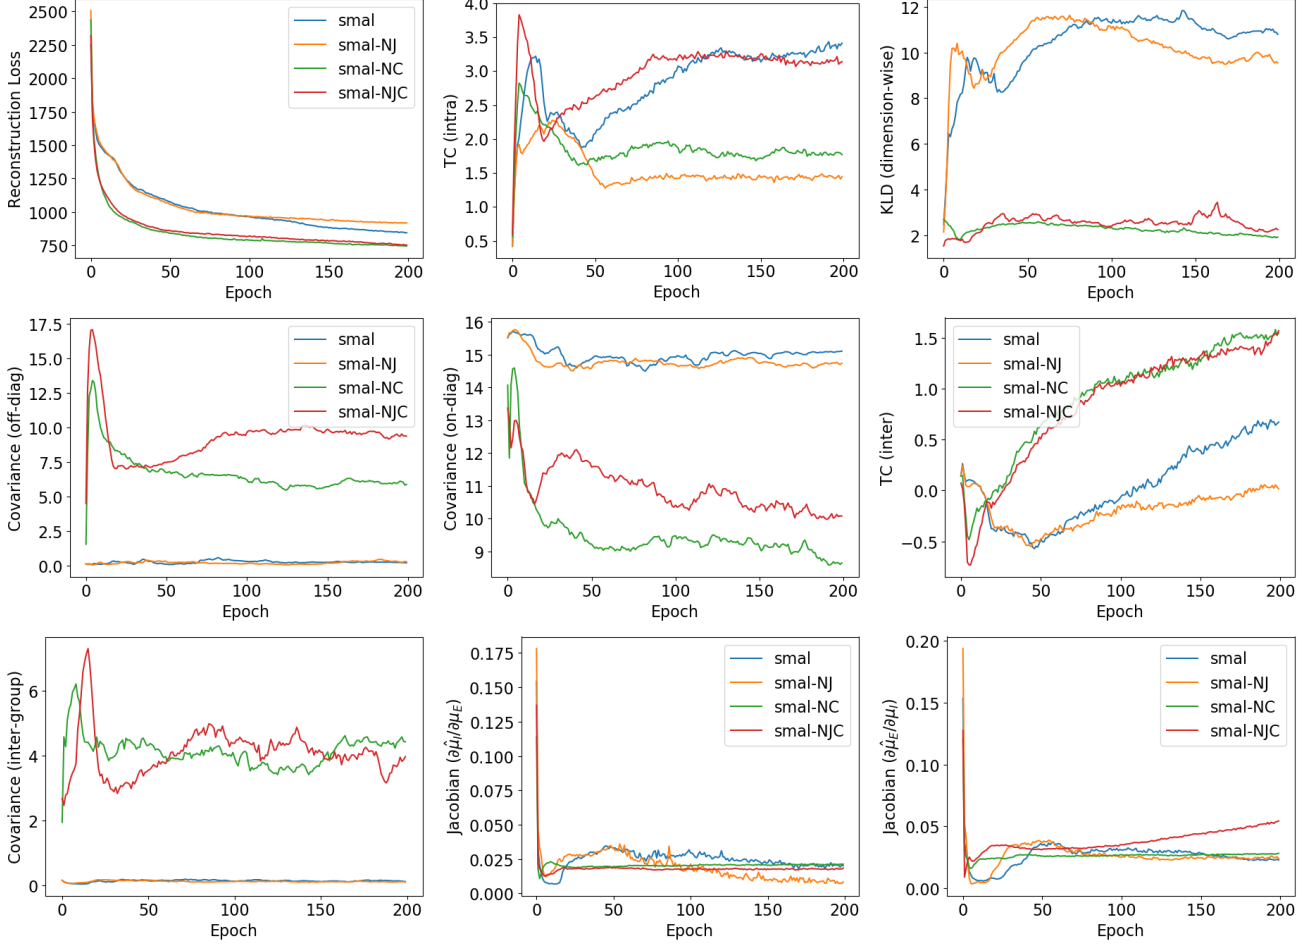 Reconstruction Loss
2500
2250
2000
1750
1500
1250
1000
750
0
50
100
150
200
Epoch
smal
smal-NJ
smal-NC
smal-NJC
TC (intra)
4.0
3.5
3.0
2.5
2.0
1.5
1.0
0.5
0
50
100
150
200
Epoch
KLD (dimension-wise)
12
10
8
6
4
2
0
50
100
150
200
Epoch
Covariance (off-diag)
17.5
15.0
12.5
10.0
7.5
5.0
2.5
0.0
0
50
100
150
200
Epoch
smal
smal-NJ
smal-NC
smal-NJC
Covariance (on-diag)
16
15
14
13
12
11
10
9
0
50
100
150
200
Epoch
TC (inter)
1.5
1.0
0.5
0.0
−0.5
0
50
100
150
200
Epoch
smal
smal-NJ
smal-NC
smal-NJC
Covariance (inter-group)
6
4
2
0
0
50
100
150
200
Epoch
Jacobian (∂μ̂_I/∂μ_E)
0.175
0.150
0.125
0.100
0.075
0.050
0.025
0.000
0
50
100
150
200
Epoch
smal
smal-NJ
smal-NC
smal-NJC
Jacobian (∂μ̂_E/∂μ_I)
0.20
0.15
0.10
0.05
0.00
0
50
100
150
200
Epoch
smal
smal-NJ
smal-NC
smal-NJC